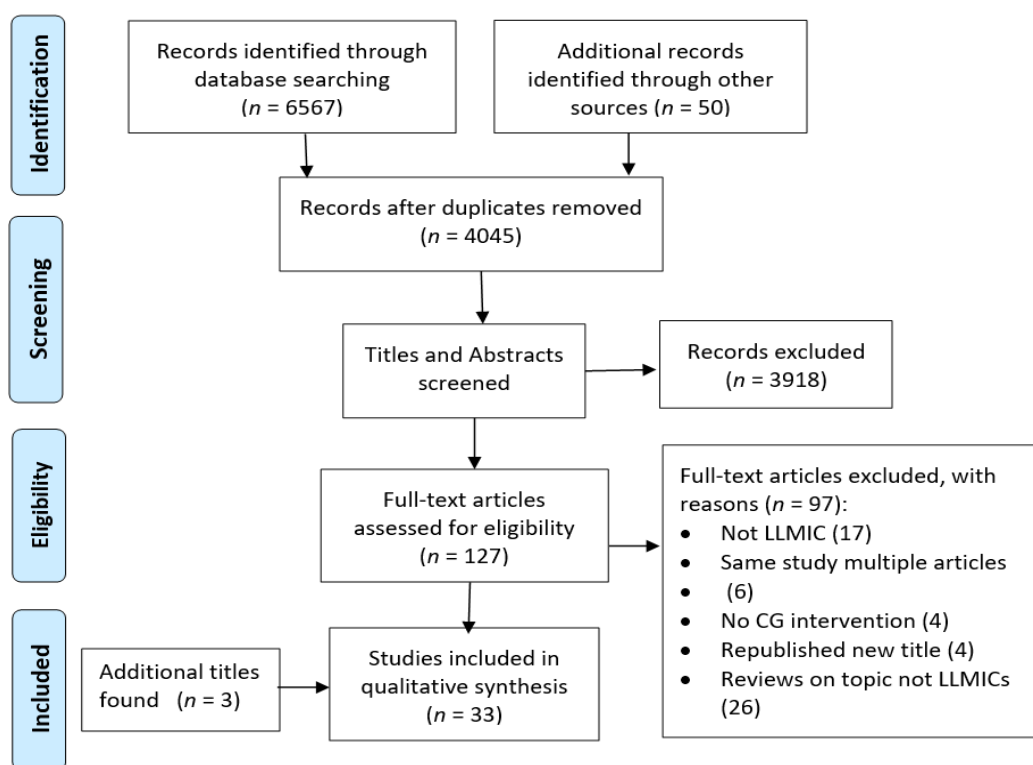 Identification
Records identified through
database searching
(n = 6567)
Additional records
identified through other
sources (n = 50)
Records after duplicates removed
(n = 4045)
Screening
Titles and Abstracts
screened
Records excluded
(n = 3918)
Eligibility
Full-text articles
assessed for eligibility
(n = 127)
Full-text articles excluded, with
reasons (n = 97):
• Not LLMIC (17)
• Same study multiple articles
• (6)
• No CG intervention (4)
• Republished new title (4)
• Reviews on topic not LLMICs
(26)
Included
Additional titles
found (n = 3)
Studies included in
qualitative synthesis
(n = 33)